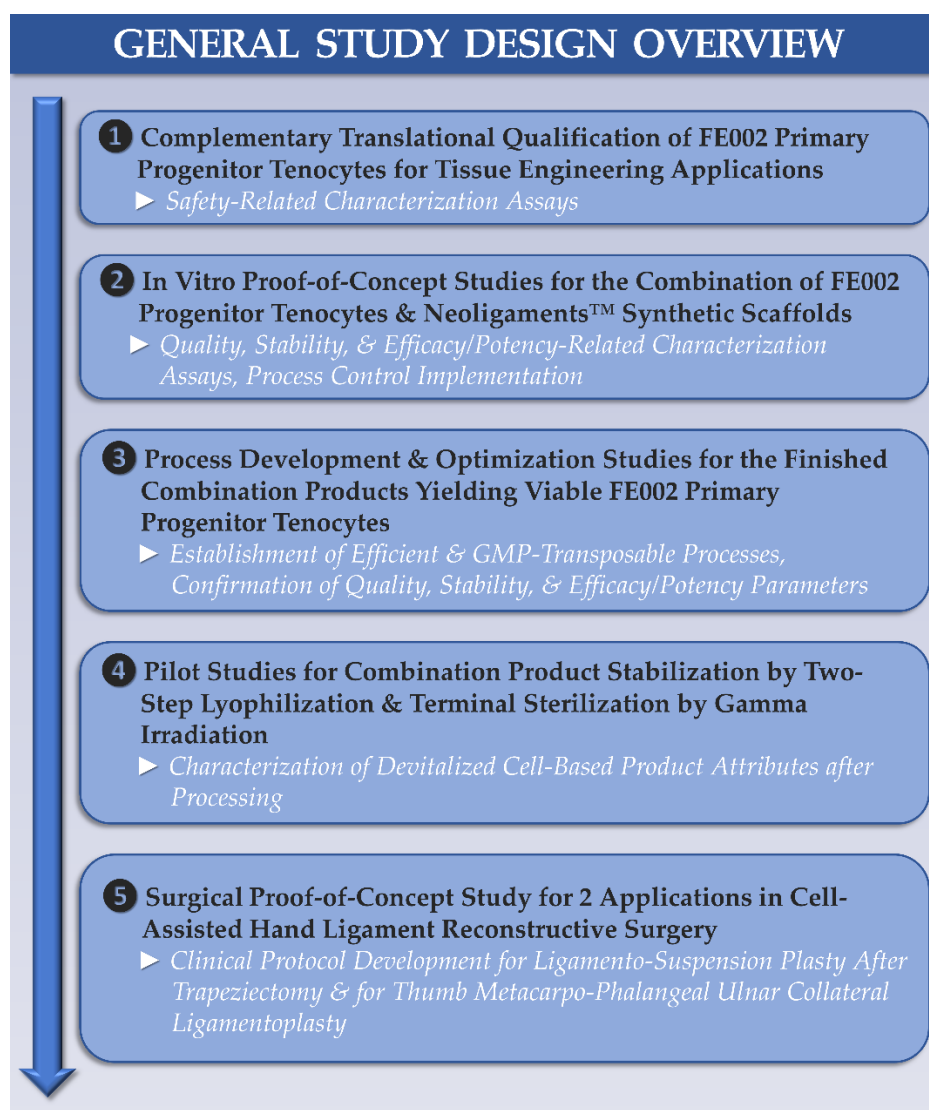 GENERAL STUDY DESIGN OVERVIEW
❶ Complementary Translational Qualification of FE002 Primary
Progenitor Tenocytes for Tissue Engineering Applications
► Safety-Related Characterization Assays
❷ In Vitro Proof-of-Concept Studies for the Combination of FE002
Progenitor Tenocytes & Neoligaments™ Synthetic Scaffolds
► Quality, Stability, & Efficacy/Potency-Related Characterization
Assays, Process Control Implementation
❸ Process Development & Optimization Studies for the Finished
Combination Products Yielding Viable FE002 Primary
Progenitor Tenocytes
► Establishment of Efficient & GMP-Transposable Processes,
Confirmation of Quality, Stability, & Efficacy/Potency Parameters
❹ Pilot Studies for Combination Product Stabilization by Two-
Step Lyophilization & Terminal Sterilization by Gamma
Irradiation
► Characterization of Devitalized Cell-Based Product Attributes after
Processing
❺ Surgical Proof-of-Concept Study for 2 Applications in Cell-
Assisted Hand Ligament Reconstructive Surgery
► Clinical Protocol Development for Ligamento-Suspension Plasty After
Trapeziectomy & for Thumb Metacarpo-Phalangeal Ulnar Collateral
Ligamentoplasty